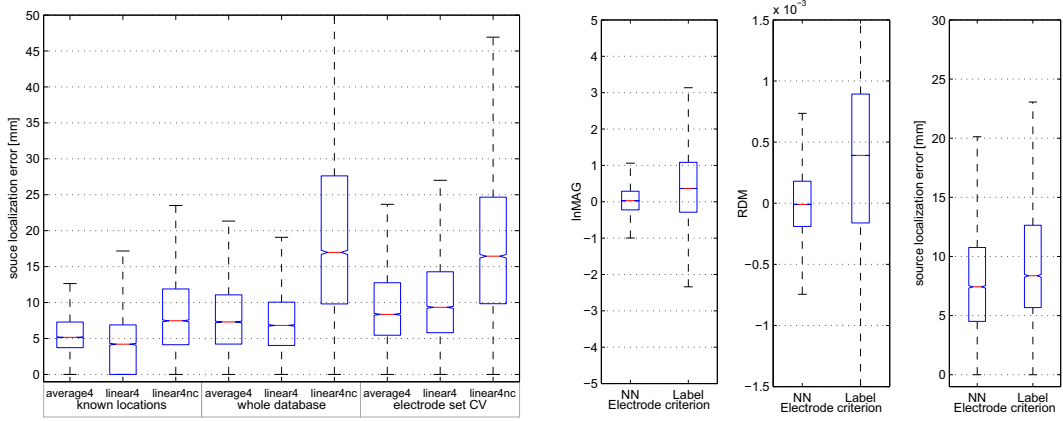 souce localization error [mm]
50
45
40
35
30
25
20
15
10
5
0
average4 linear4 linear4nc average4 linear4 linear4nc average4 linear4 linear4nc
known locations whole database electrode set CV
lnMAG
5
4
3
2
1
0
−1
−2
−3
−4
−5
NN Label
Electrode criterion
x 10⁻³
RDM
1.5
1
0.5
0
−0.5
−1
−1.5
NN Label
Electrode criterion
source localization error [mm]
30
25
20
15
10
5
0
NN Label
Electrode criterion